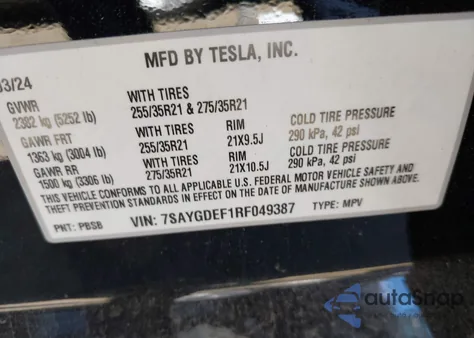 MFD BY TESLA, INC.
03/24
GVWR WITH TIRES
2382 kg (5252 lb) 255/35R21 & 275/35R21
GAWR FRT WITH TIRES RIM COLD TIRE PRESSURE
1363 kg (3004 lb) 255/35R21 21X9.5J 290 kPa, 42 psi
GAWR RR WITH TIRES RIM COLD TIRE PRESSURE
1500 kg (3306 lb) 275/35R21 21X10.5J 290 kPa, 42 psi
THIS VEHICLE CONFORMS TO ALL APPLICABLE U.S. FEDERAL MOTOR VEHICLE SAFETY AND
THEFT PREVENTION STANDARDS IN EFFECT ON THE DATE OF MANUFACTURE SHOWN ABOVE.
PNT: PBSB VIN: 7SAYGDEF1RF049387 TYPE: MPV
autoSnap